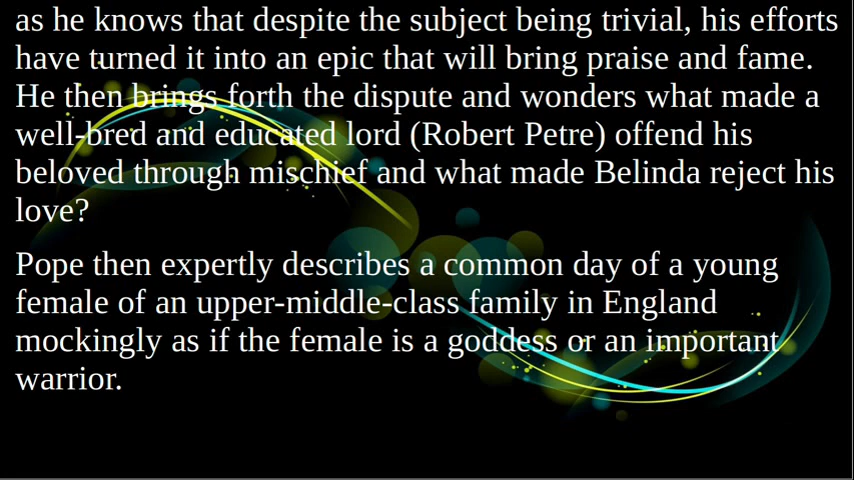 as he knows that despite the subject being trivial, his efforts
have turned it into an epic that will bring praise and fame.
He then brings forth the dispute and wonders what made a
well-bred and educated lord (Robert Petre) offend his
beloved through mischief and what made Belinda reject his
love?
Pope then expertly describes a common day of a young
female of an upper-middle-class family in England
mockingly as if the female is a goddess or an important
warrior.